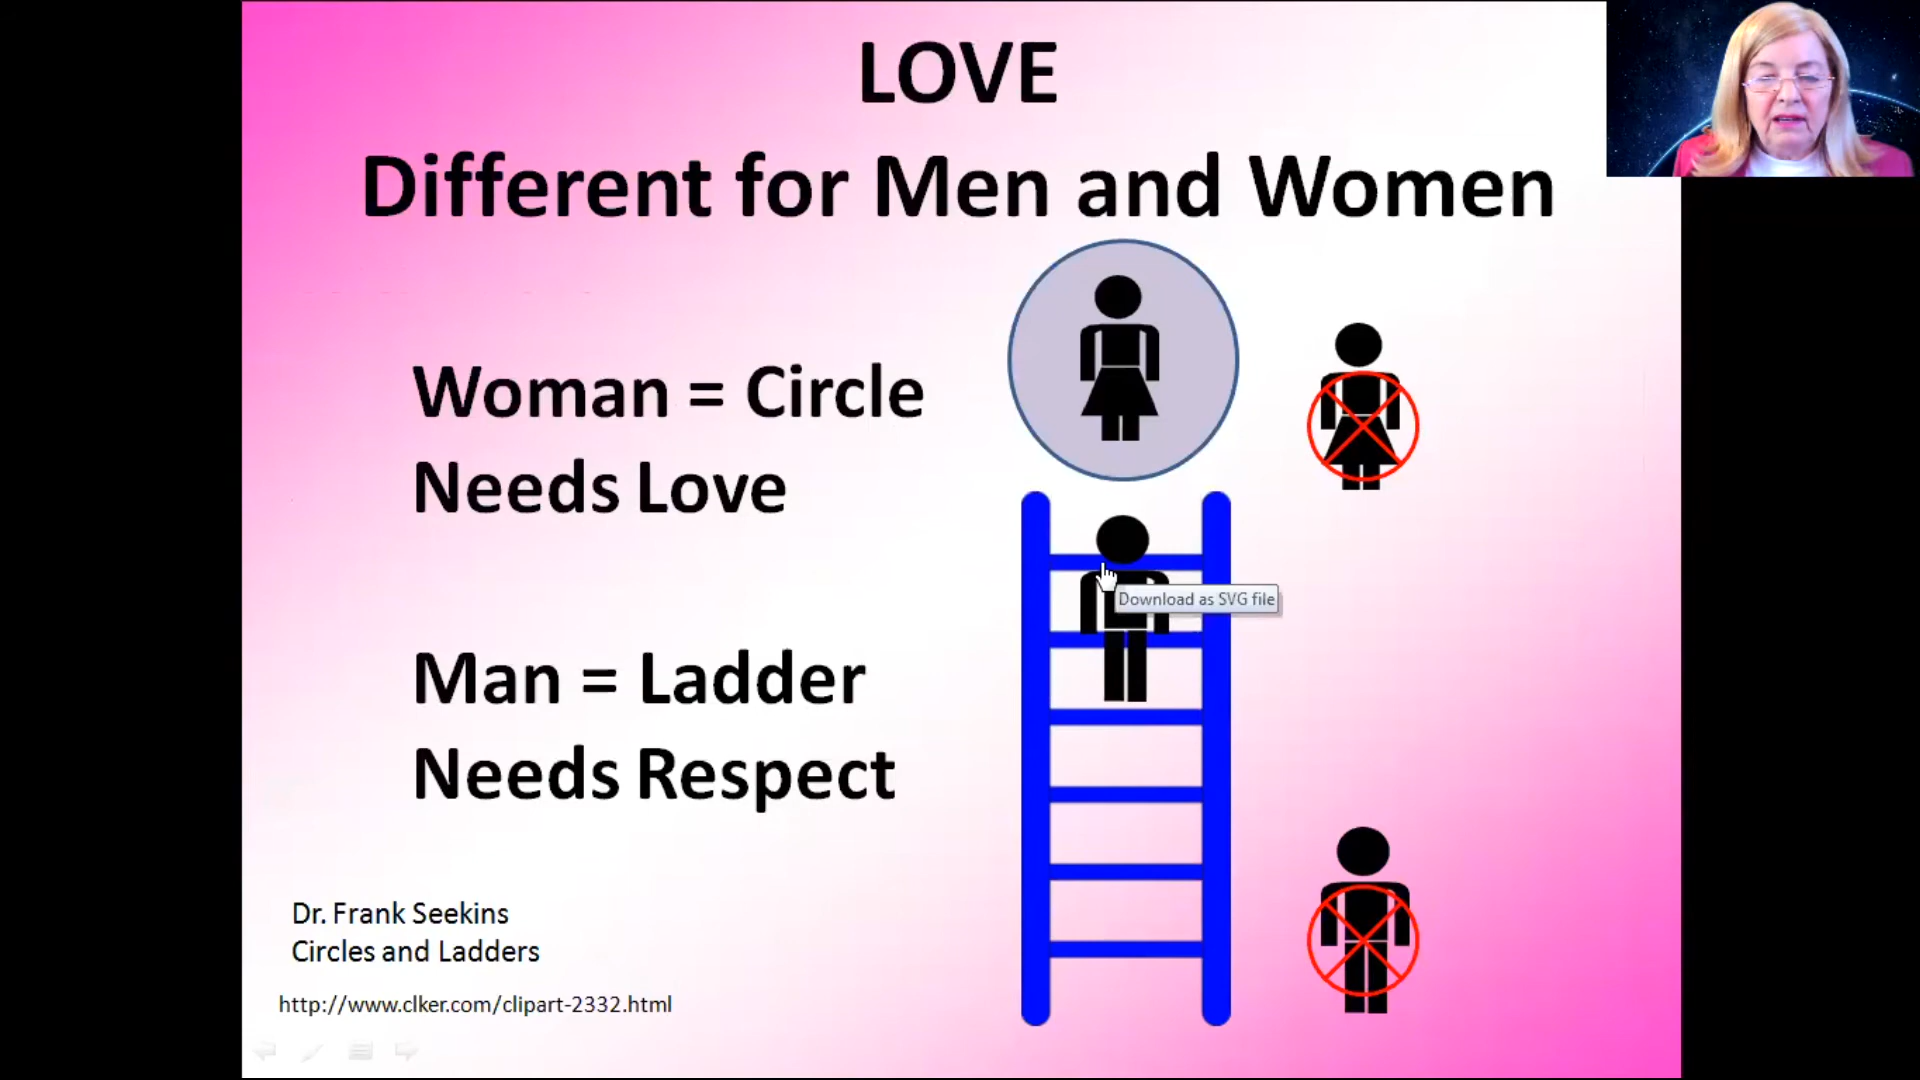 LOVE
Different for Men and Women
Woman = Circle
Needs Love
Download as SVG file
Man = Ladder
Needs Respect
Dr. Frank Seekins
Circles and Ladders
http://www.clker.com/clipart-2332.html